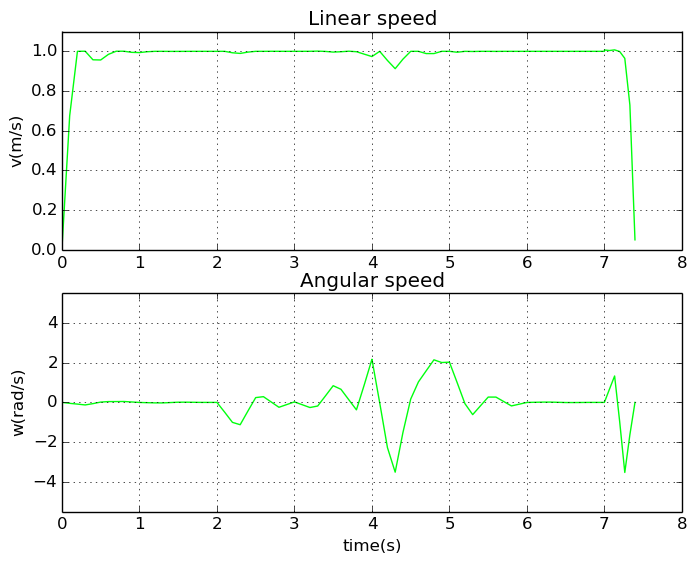 Linear speed
v(m/s)
1.0
0.8
0.6
0.4
0.2
0.0
0 1 2 3 4 5 6 7 8
Angular speed
w(rad/s)
4
2
0
−2
−4
0 1 2 3 4 5 6 7 8
time(s)